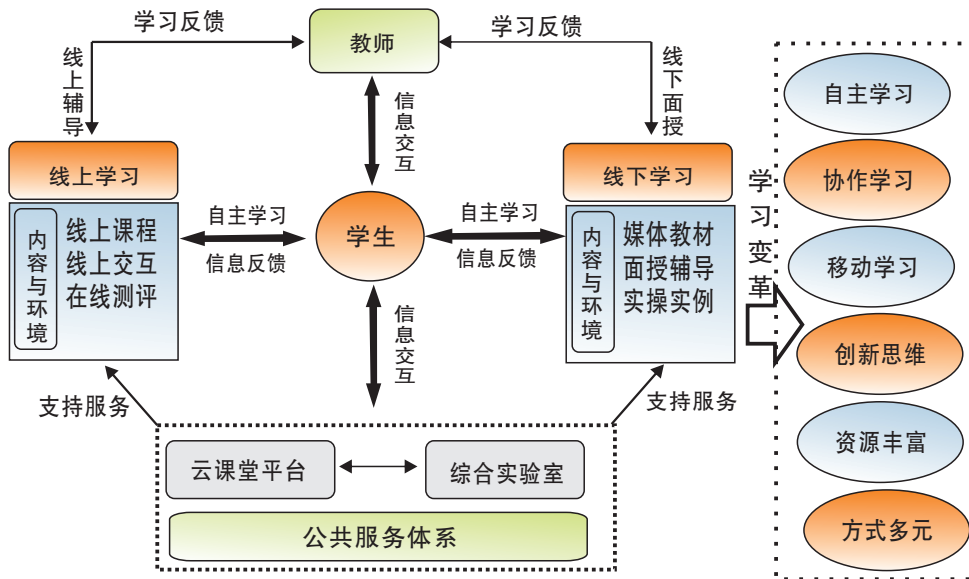 学习反馈
教师
学习反馈
线上辅导
信息交互
线下面授
线上学习
线下学习
内容与环境
线上课程
线上交互
在线测评
自主学习
信息反馈
学生
自主学习
信息反馈
内容与环境
媒体教材
面授辅导
实操实例
信息交互
支持服务
支持服务
云课堂平台
综合实验室
公共服务体系
学习变革
自主学习
协作学习
移动学习
创新思维
资源丰富
方式多元